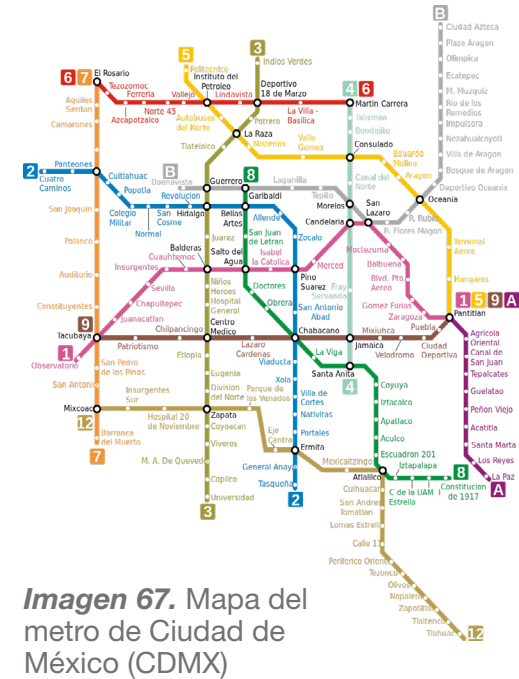 B
Ciudad Azteca
Plaza Aragon
Olimpica
Ecatepec
M. Muzquiz
Rio de los
Remedios
Impulsora
Nezahualcoyotl
Villa de Aragon
Bosque de Aragon
Deportivo Oceania
Oceania
R. Rubio
R. Flores Magon
San
Lazaro
Morelos
Tepito
Lagunilla
Garibaldi
Guerrero
Buenavista
B
3
Indios Verdes
Deportivo
18 de Marzo
Potrero
La Raza
Tlatelolco
Hidalgo
Juarez
Balderas
Niños
Heroes
Hospital
General
Centro
Medico
Etiopia
Eugenia
Division
del Norte
Zapata
Coyoacan
Viveros
M. A. De Quevedo
Copilco
Universidad
3
5
Politecnico
Instituto del
Petroleo
Autobuses
del Norte
Misterios
Valle
Gomez
Consulado
Eduardo
Molina
Aragon
Terminal
Aerea
Hangares
1 5 9 A
Pantitlan
6 7
El Rosario
Tezozomoc
Azcapotzalco
Ferreria
Norte 45
Vallejo
Lindavista
La Villa -
Basilica
4 6
Martin Carrera
Talisman
Bondojito
Canal del
Norte
Candelaria
Fray
Servando
Jamaica
Santa Anita
4
Aquiles
Serdan
Camarones
2
Panteones
Cuatro
Caminos
Cuitlahuac
Popotla
Colegio
Militar
Normal
San
Cosme
Revolucion
Bellas
Artes
Allende
Zocalo
Pino
Suarez
San Antonio
Abad
Chabacano
Viaducto
Xola
Villa de
Cortes
Nativitas
Portales
Ermita
General Anaya
Tasqueña
2
San Joaquin
Polanco
Auditorio
Constituyentes
9
Tacubaya
San Pedro
de los Pinos
San Antonio
Mixcoac
12
Barranca
del Muerto
7
1
Observatorio
Juanacatlan
Chapultepec
Sevilla
Insurgentes
Cuauhtemoc
Salto del
Agua
Isabel
la Catolica
Merced
Moctezuma
Balbuena
Blvd. Pto.
Aereo
Gomez Farias
Zaragoza
Patriotismo
Chilpancingo
Lazaro
Cardenas
Mixiuhca
Velodromo
Ciudad
Deportiva
Puebla
8
San Juan
de Letran
Doctores
Obrera
La Viga
Coyuya
Iztacalco
Apatlaco
Aculco
Escuadron 201
Atlalilco
Iztapalapa
C de la
Estrella
UAM I
8
Constitucion
de 1917
Agricola
Oriental
Canal de
San Juan
Tepalcates
Guelatao
Peñon Viejo
Acatitla
Santa Marta
Los Reyes
La Paz
A
Insurgentes
Sur
Hospital 20
de Noviembre
Parque de
los Venados
Eje
Central
Mexicaltzingo
Culhuacan
San Andres
Tomatlan
Lomas Estrella
Calle 11
Periferico Oriente
Tezonco
Olivos
Nopalera
Zapotitlan
Tlaltenco
Tlahuac
12
Imagen 67. Mapa del
metro de Ciudad de
México (CDMX)